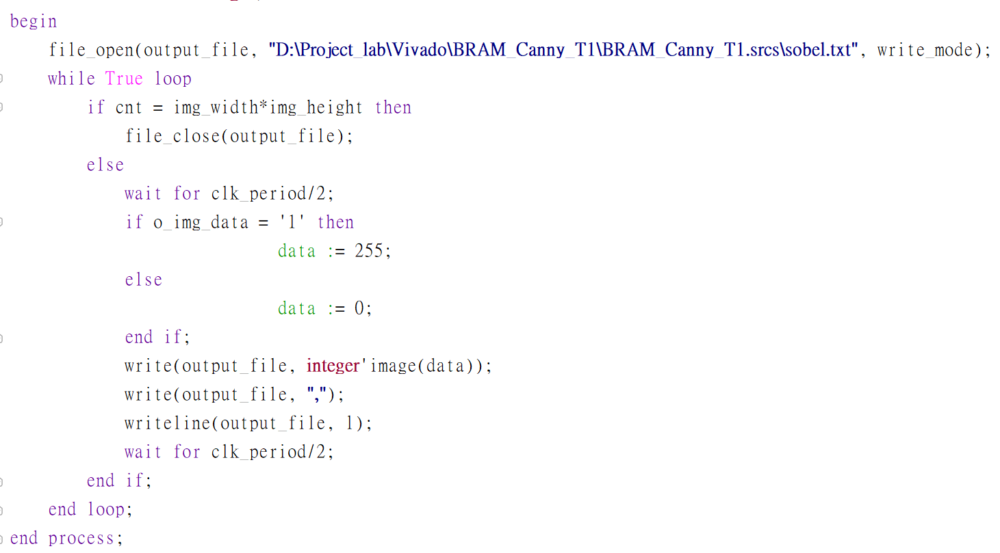 begin
    file_open(output_file, "D:\Project_lab\Vivado\BRAM_Canny_T1\BRAM_Canny_T1.srcs\sobel.txt", write_mode);
    while True loop
        if cnt = img_width*img_height then
            file_close(output_file);
        else
            wait for clk_period/2;
            if o_img_data = '1' then
                            data := 255;
            else
                            data := 0;
            end if;
            write(output_file, integer'image(data));
            write(output_file, ",");
            writeline(output_file, l);
            wait for clk_period/2;
        end if;
    end loop;
end process;